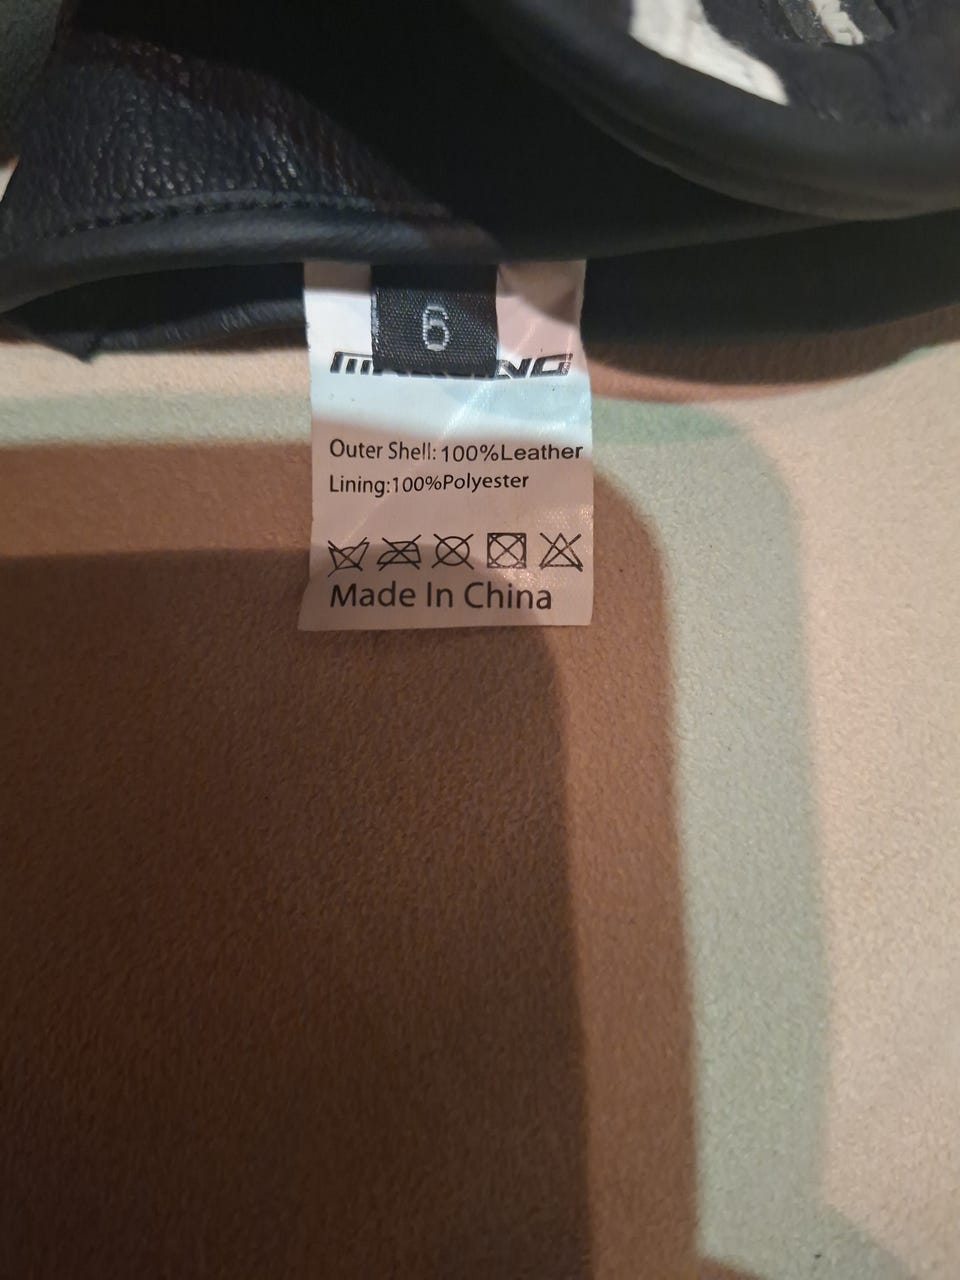 6
Outer Shell: 100%Leather
Lining:100%Polyester
Made In China